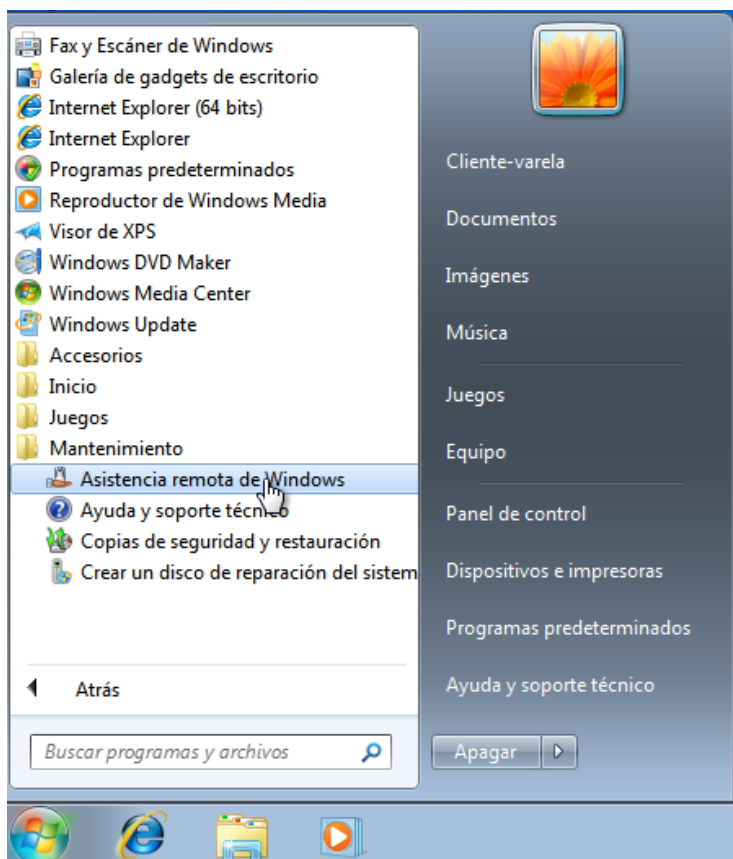 Fax y Escáner de Windows
Galería de gadgets de escritorio
Internet Explorer (64 bits)
Internet Explorer
Programas predeterminados
Reproductor de Windows Media
Visor de XPS
Windows DVD Maker
Windows Media Center
Windows Update
Accesorios
Inicio
Juegos
Mantenimiento
Asistencia remota de Windows
Ayuda y soporte técnico
Copias de seguridad y restauración
Crear un disco de reparación del sistem
Atrás
Buscar programas y archivos
Cliente-varela
Documentos
Imágenes
Música
Juegos
Equipo
Panel de control
Dispositivos e impresoras
Programas predeterminados
Ayuda y soporte técnico
Apagar